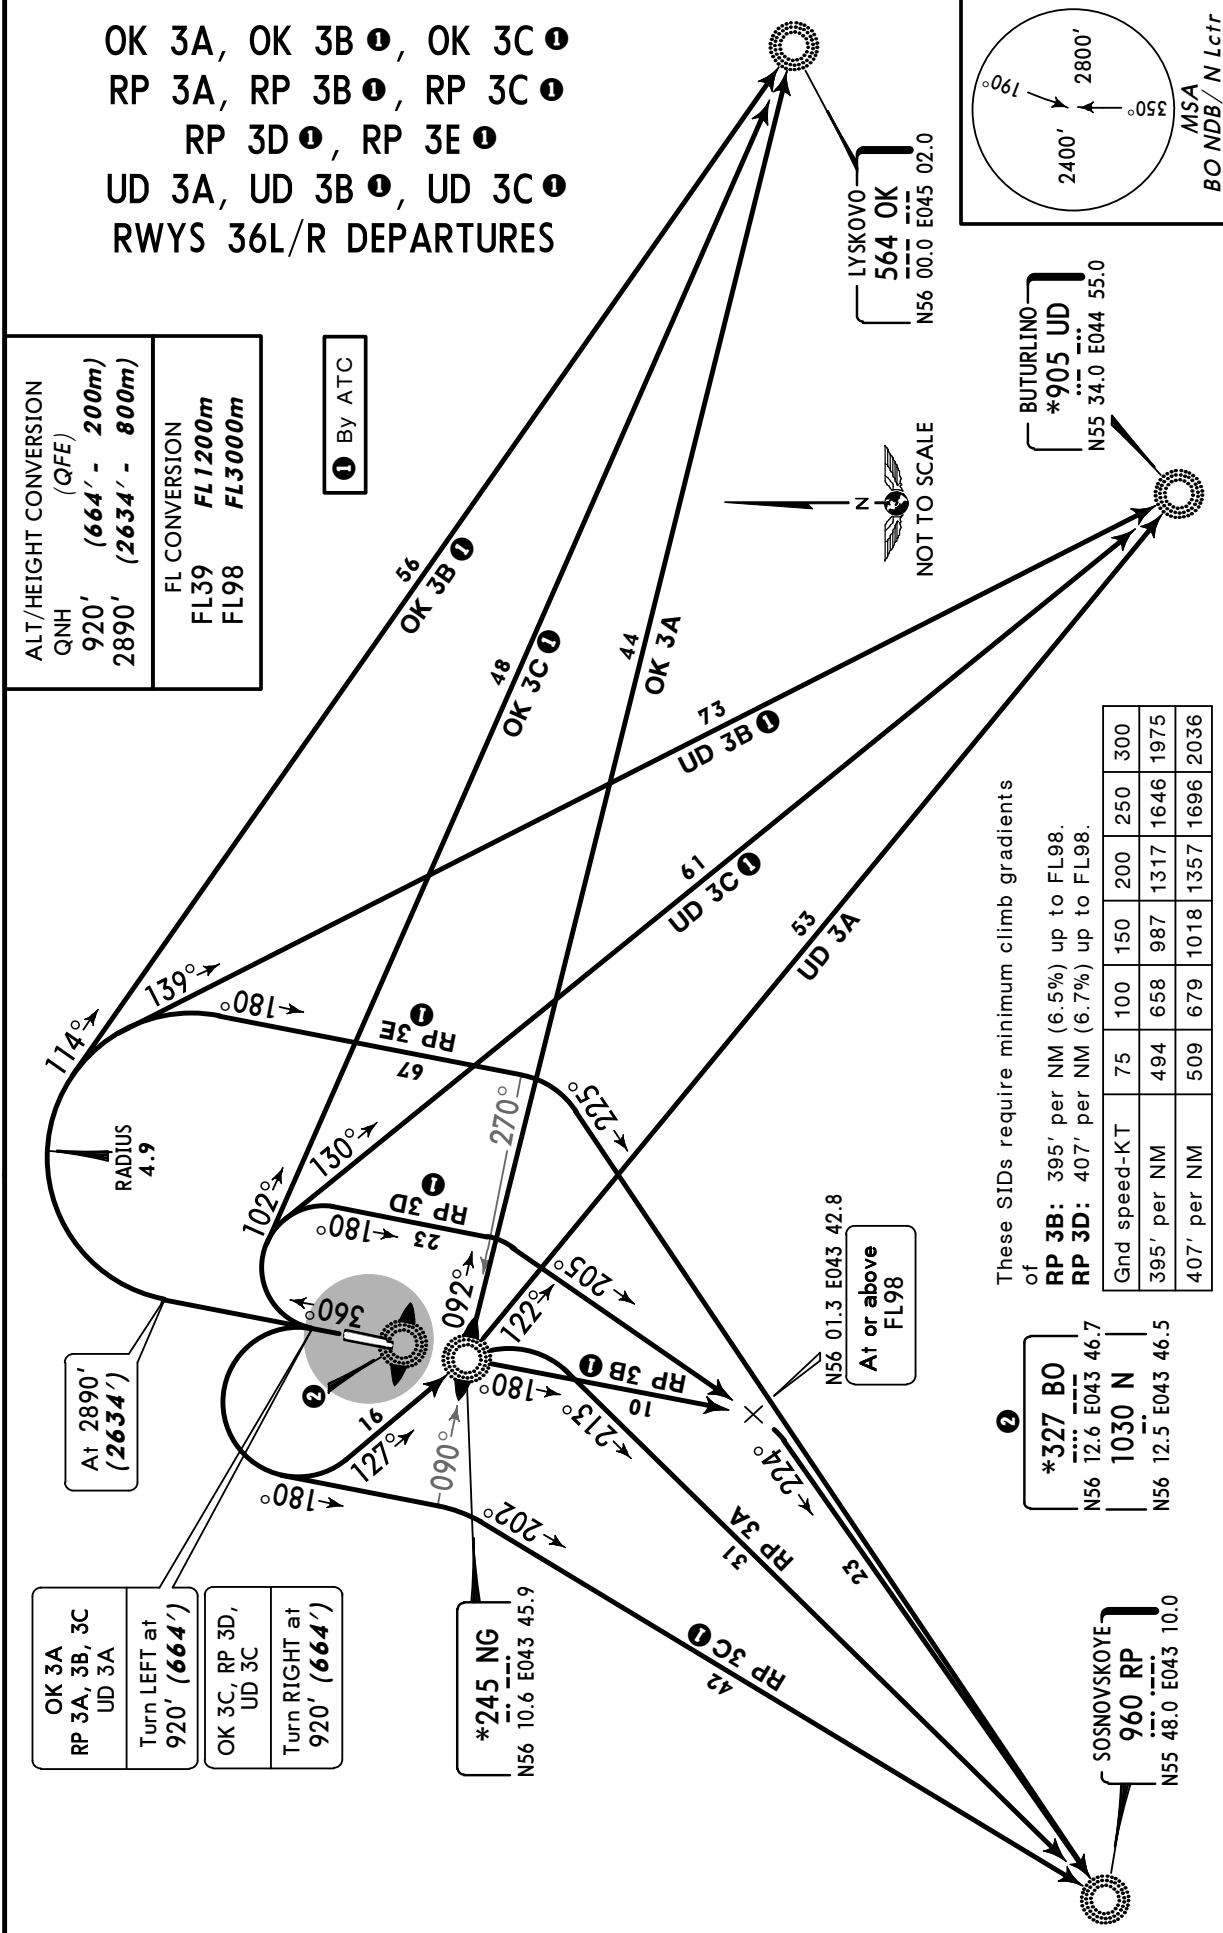 OK 3A, OK 3B ❶, OK 3C ❶
RP 3A, RP 3B ❶, RP 3C ❶
RP 3D ❶, RP 3E ❶
UD 3A, UD 3B ❶, UD 3C ❶
RWYS 36L/R DEPARTURES
190°
2800'
2400'
350°
MSA
BO NDB/ N Lctr
ALT/HEIGHT CONVERSION
QNH (QFE)
920' (664' - 200m)
2890' (2634' - 800m)
FL CONVERSION
FL39 FL1200m
FL98 FL3000m
❶ By ATC
LYSKOVO
564 OK
N56 00.0 E045 02.0
BUTURLINO
*905 UD
N55 34.0 E044 55.0
N
NOT TO SCALE
56
OK 3B ❶
48
OK 3C ❶
44
OK 3A
73
UD 3B ❶
61
UD 3C ❶
53
UD 3A
114°
139°
180°
RP 3E
❶
67
RADIUS
4.9
102°
130°
180°
RP 3D
❶
23
270°
225°
205°
092°
122°
360°
❷
At 2890'
(2634')
16
127°
090°
180°
RP 3B ❶
10
213°
180°
202°
224°
N56 01.3 E043 42.8
At or above
FL98
RP 3A
31
23
RP 3C ❶
42
OK 3A
RP 3A, 3B, 3C
UD 3A
Turn LEFT at
920' (664')
OK 3C, RP 3D,
UD 3C
Turn RIGHT at
920' (664')
*245 NG
N56 10.6 E043 45.9
❷
*327 BO
N56 12.6 E043 46.7
1030 N
N56 12.5 E043 46.5
SOSNOVSKOYE
960 RP
N55 48.0 E043 10.0
These SIDs require minimum climb gradients
of
RP 3B: 395' per NM (6.5%) up to FL98.
RP 3D: 407' per NM (6.7%) up to FL98.
Gnd speed-KT 75 100 150 200 250 300
395' per NM 494 658 987 1317 1646 1975
407' per NM 509 679 1018 1357 1696 2036